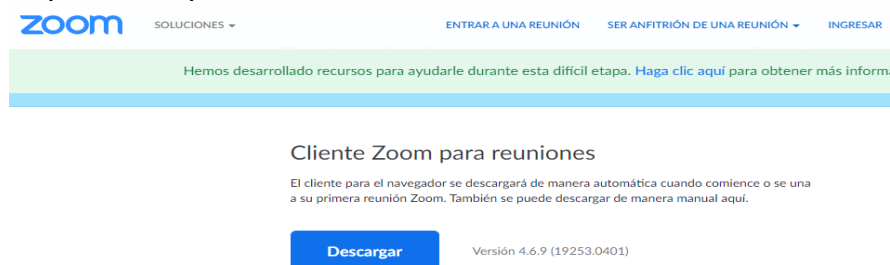 zoom SOLUCIONES ENTRAR A UNA REUNIÓN SER ANFITRIÓN DE UNA REUNIÓN INGRESAR
Hemos desarrollado recursos para ayudarle durante esta difícil etapa. Haga clic aquí para obtener más informa
Cliente Zoom para reuniones
El cliente para el navegador se descargará de manera automática cuando comience o se una
a su primera reunión Zoom. También se puede descargar de manera manual aquí.
Descargar Versión 4.6.9 (19253.0401)